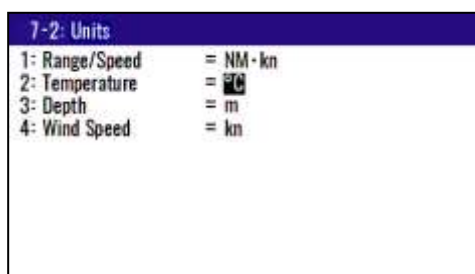 7-2: Units
1: Range/Speed = NM・kn
2: Temperature = °C
3: Depth = m
4: Wind Speed = kn